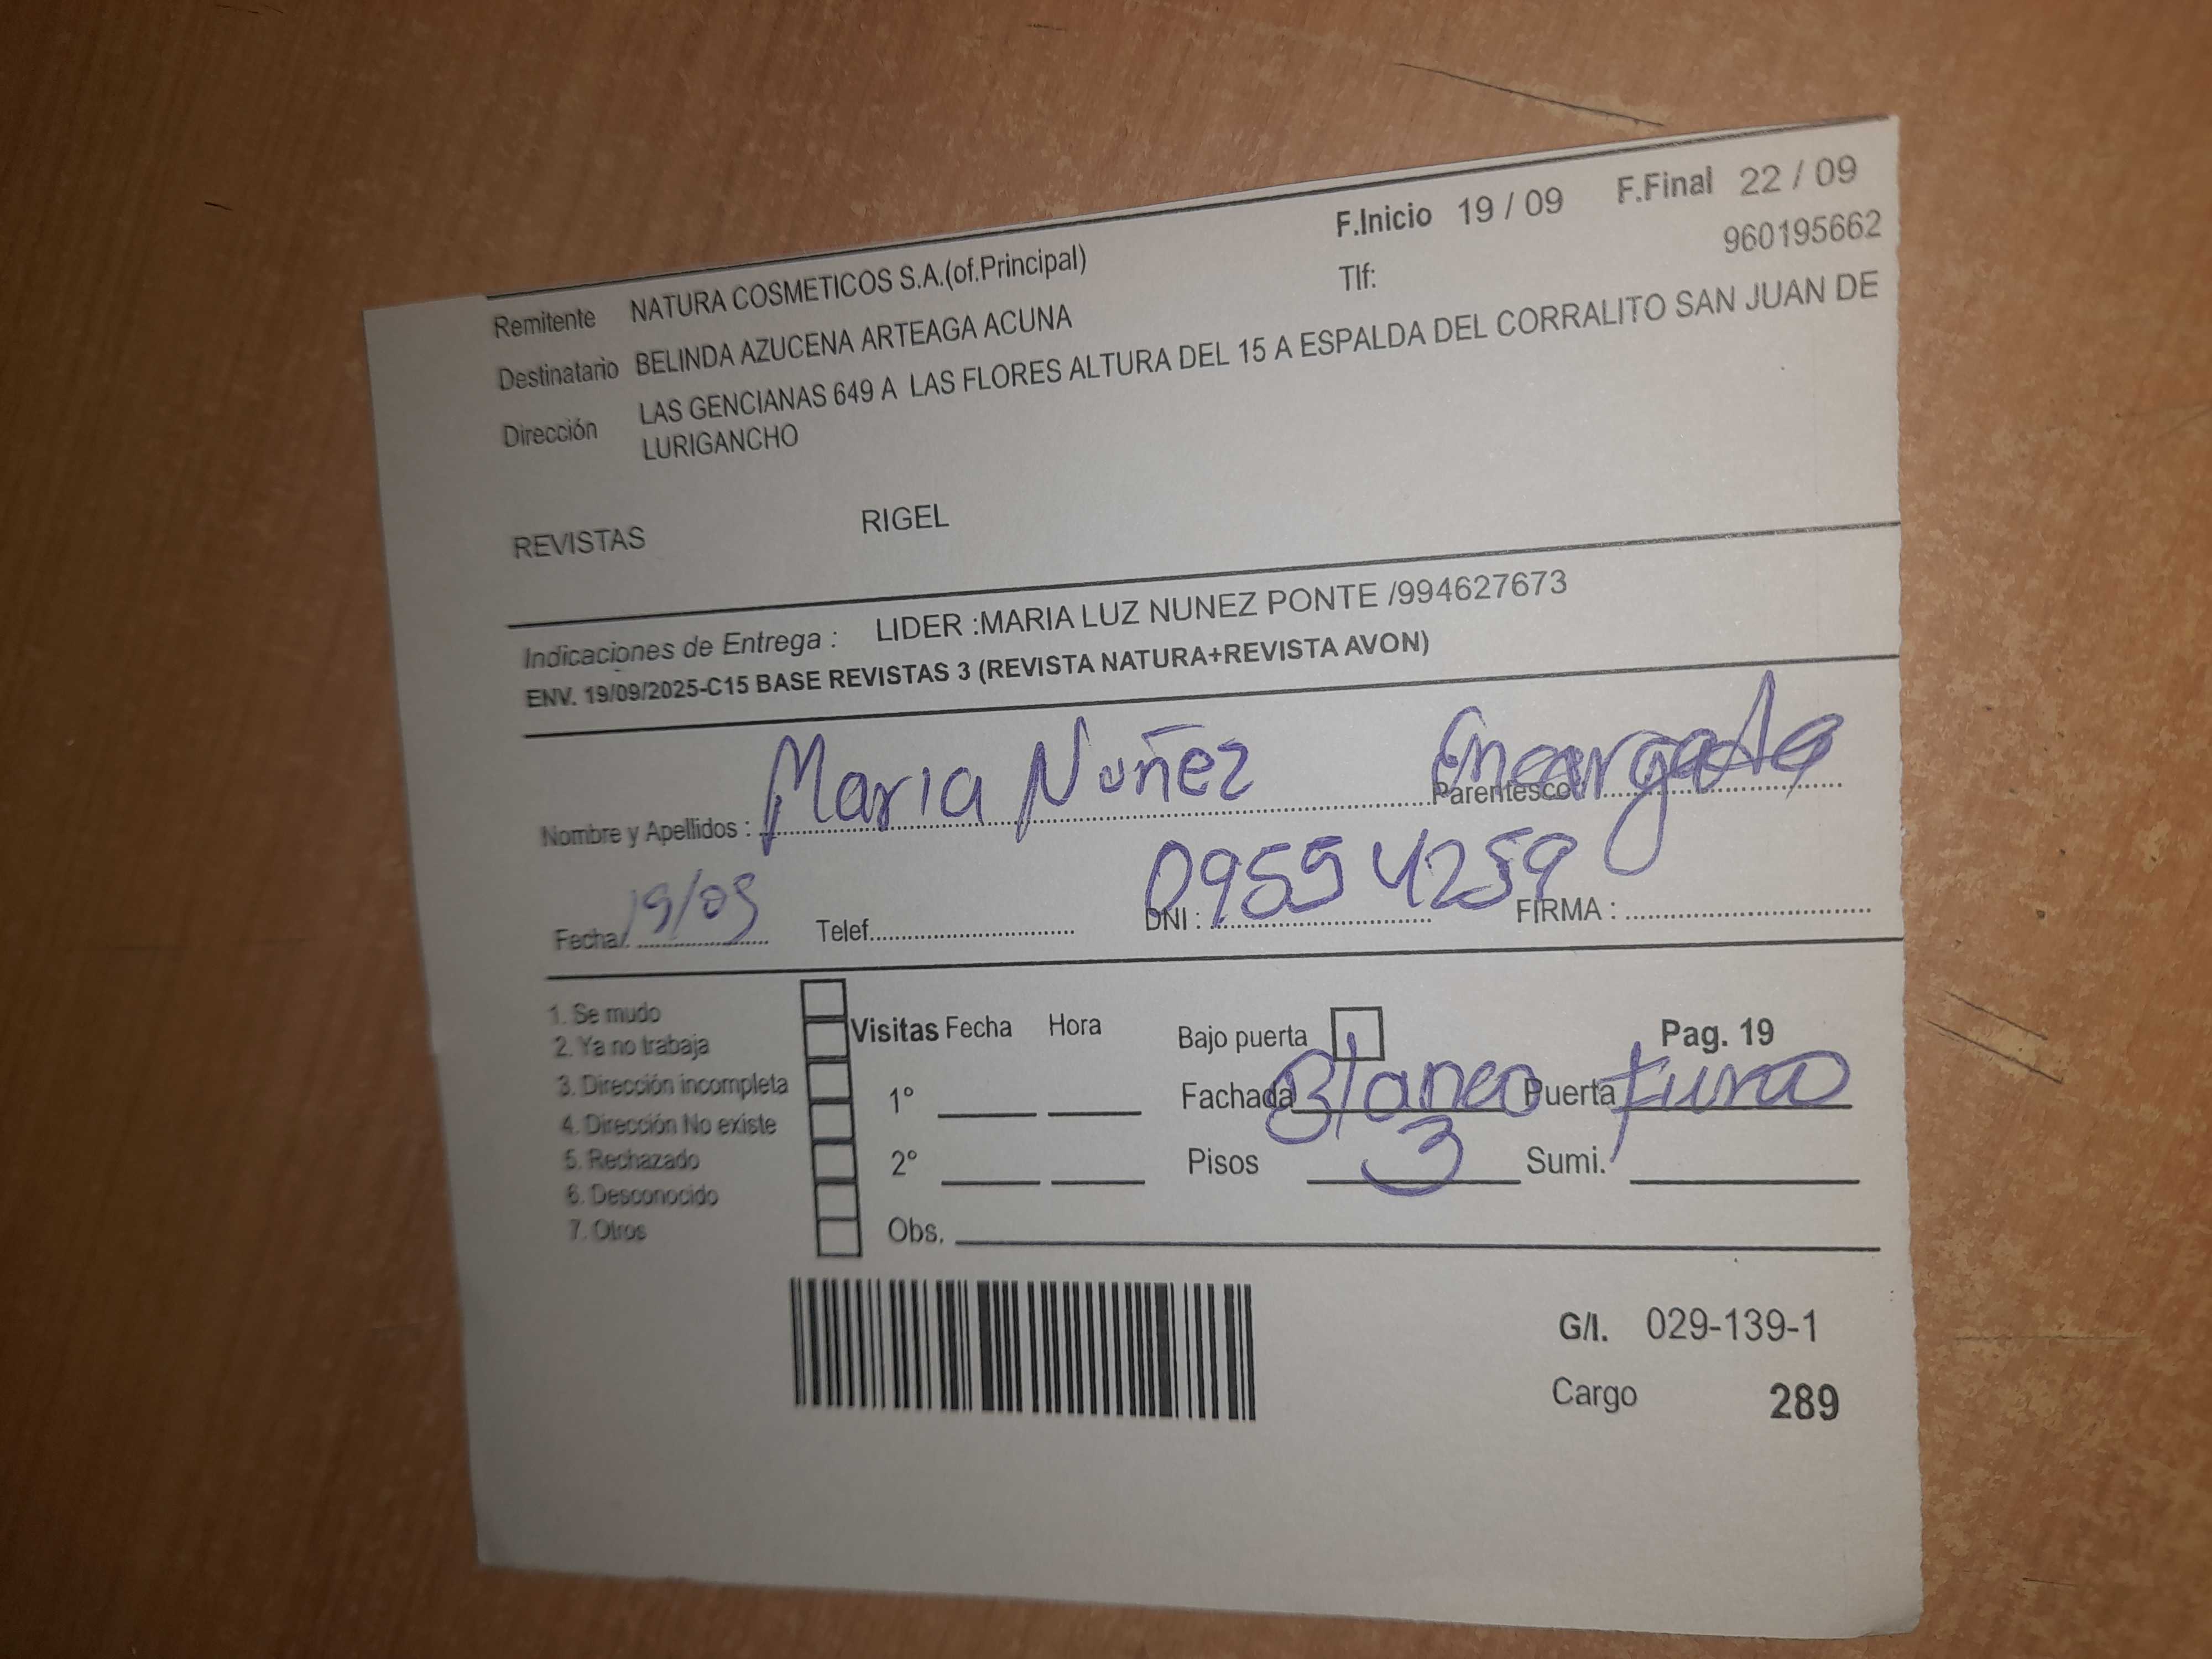 F.Inicio 19 / 09 F.Final 22 / 09
Remitente NATURA COSMETICOS S.A.(of.Principal) Tlf: 960195662
Destinatario BELINDA AZUCENA ARTEAGA ACUNA
Dirección LAS GENCIANAS 649 A LAS FLORES ALTURA DEL 15 A ESPALDA DEL CORRALITO SAN JUAN DE
LURIGANCHO
REVISTAS RIGEL
Indicaciones de Entrega : LIDER :MARIA LUZ NUNEZ PONTE /994627673
ENV. 19/09/2025-C15 BASE REVISTAS 3 (REVISTA NATURA+REVISTA AVON)
Nombre y Apellidos : Maria Nuñez Parentesco Encargada
Fecha 19/09 Telef. DNI : 09554259 FIRMA :
1. Se mudo
2. Ya no trabaja
3. Dirección incompleta
4. Dirección No existe
5. Rechazado
6. Desconocido
7. Otros
Visitas Fecha Hora
1°
2°
Obs.
Bajo puerta Pag. 19
Fachada Blanco Puerta
Pisos 3 Sumi.
G/I. 029-139-1
Cargo 289